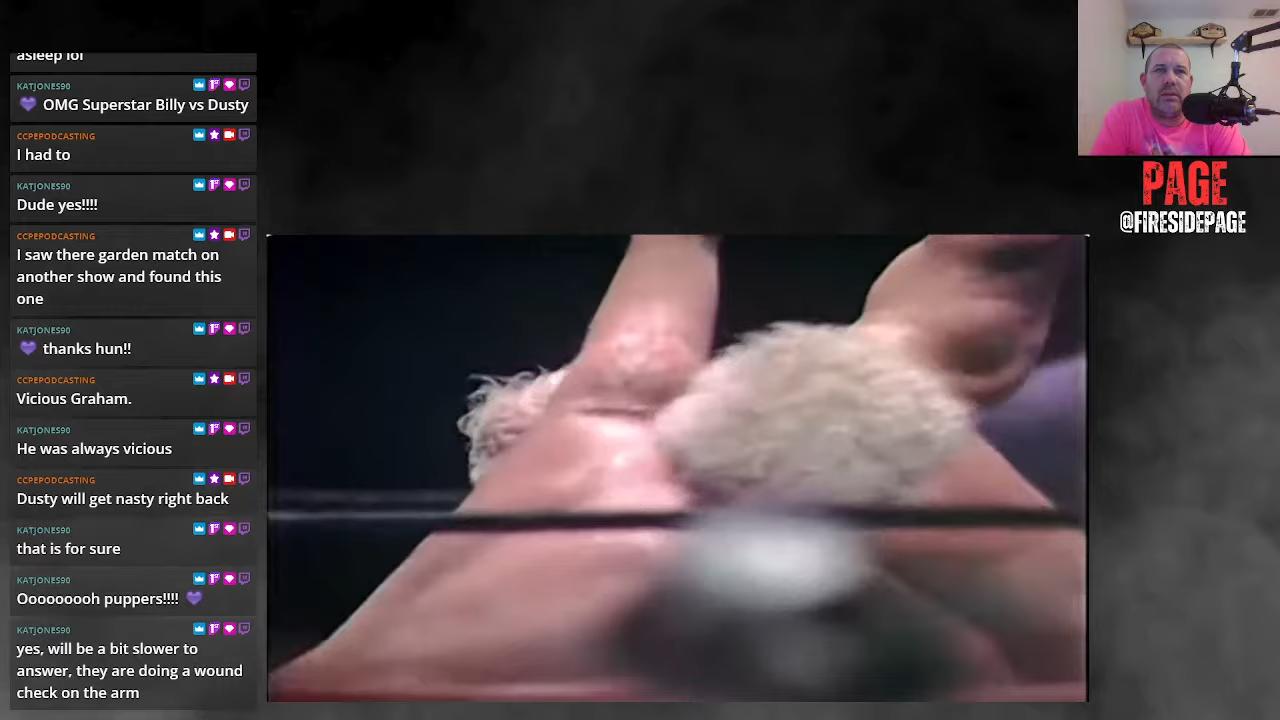 asleep lol
KATJONES90
OMG Superstar Billy vs Dusty
CCPEPODCASTING
I had to
KATJONES90
Dude yes!!!!
CCPEPODCASTING
I saw there garden match on
another show and found this
one
KATJONES90
thanks hun!!
CCPEPODCASTING
Vicious Graham.
KATJONES90
He was always vicious
CCPEPODCASTING
Dusty will get nasty right back
KATJONES90
that is for sure
KATJONES90
Ooooooooh puppers!!!!
KATJONES90
yes, will be a bit slower to
answer, they are doing a wound
check on the arm
PAGE
@FIRESIDEPAGE